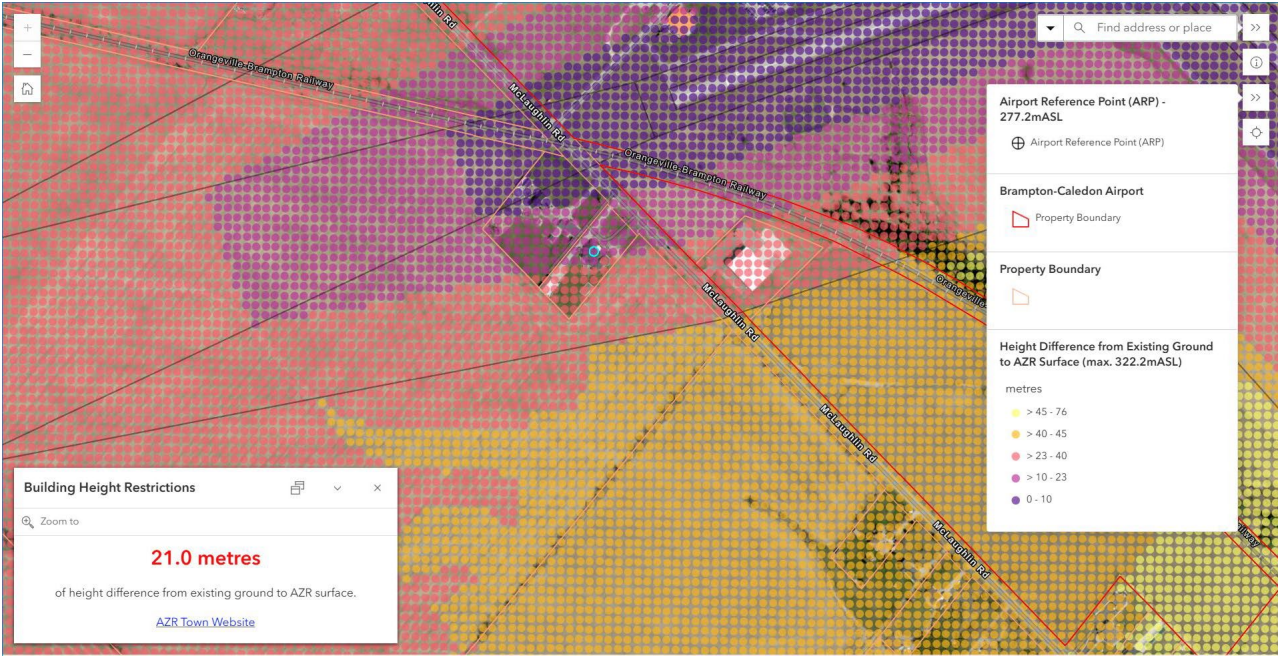 Find address or place
Airport Reference Point (ARP) -
277.2mASL
Airport Reference Point (ARP)
Brampton-Caledon Airport
Property Boundary
Property Boundary
Height Difference from Existing Ground
to AZR Surface (max. 322.2mASL)
metres
> 45 - 76
> 40 - 45
> 23 - 40
> 10 - 23
0 - 10
Orangeville-Brampton Railway
McLaughlin Rd
Orangeville-Brampton Railway
McLaughlin Rd
McLaughlin Rd
McLaughlin Rd
Building Height Restrictions
Zoom to
21.0 metres
of height difference from existing ground to AZR surface.
AZR Town Website